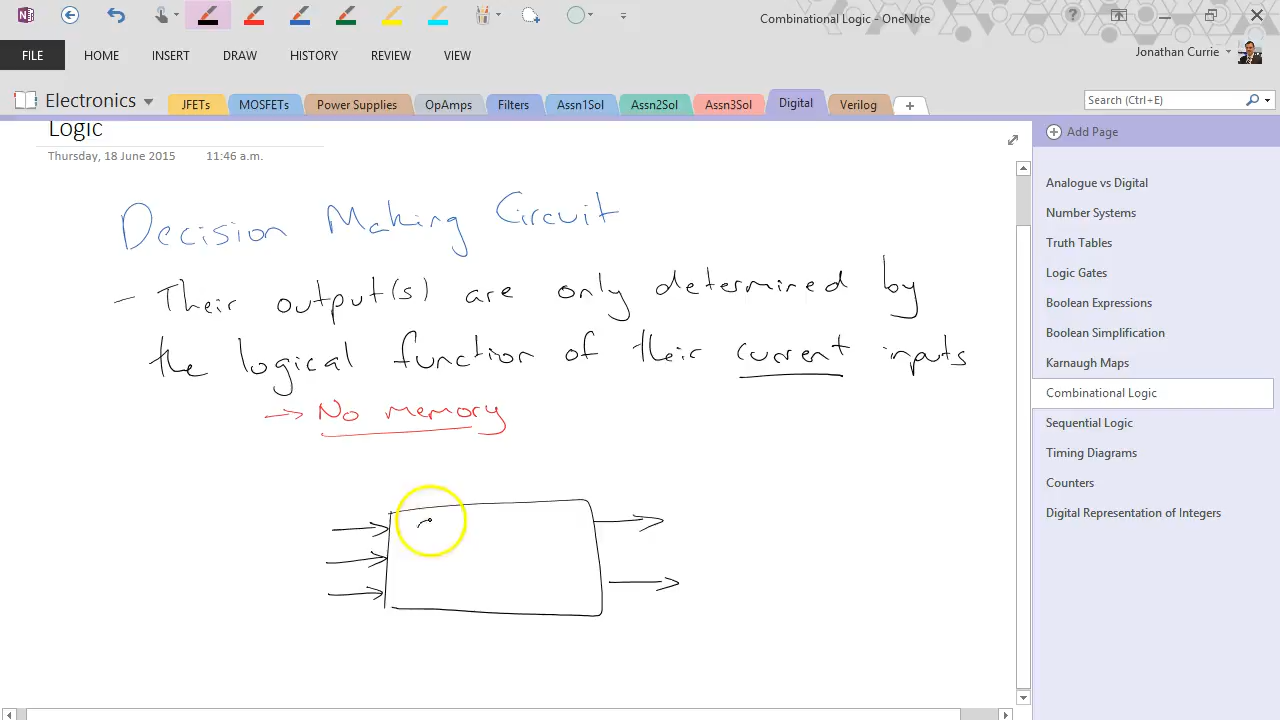 Combinational Logic - OneNote
FILE HOME INSERT DRAW HISTORY REVIEW VIEW
Jonathan Currie
Electronics JFETs MOSFETs Power Supplies OpAmps Filters Assn1Sol Assn2Sol Assn3Sol Digital Verilog
Search (Ctrl+E)
Logic
Thursday, 18 June 2015 11:46 a.m.
Decision Making Circuit
- Their output(s) are only determined by
the logical function of their current inputs
→ No memory
Add Page
Analogue vs Digital
Number Systems
Truth Tables
Logic Gates
Boolean Expressions
Boolean Simplification
Karnaugh Maps
Combinational Logic
Sequential Logic
Timing Diagrams
Counters
Digital Representation of Integers